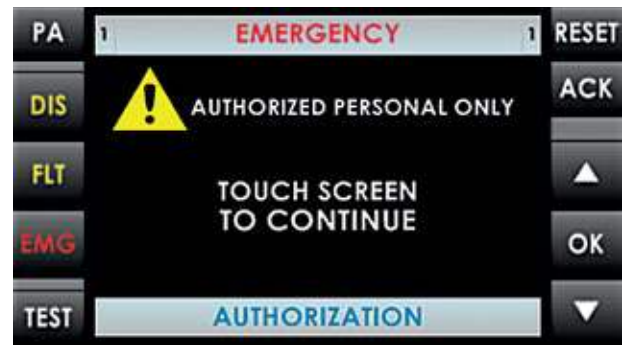 PA 1 EMERGENCY 1 RESET
DIS ! AUTHORIZED PERSONAL ONLY ACK
FLT TOUCH SCREEN
TO CONTINUE
EMG OK
TEST AUTHORIZATION